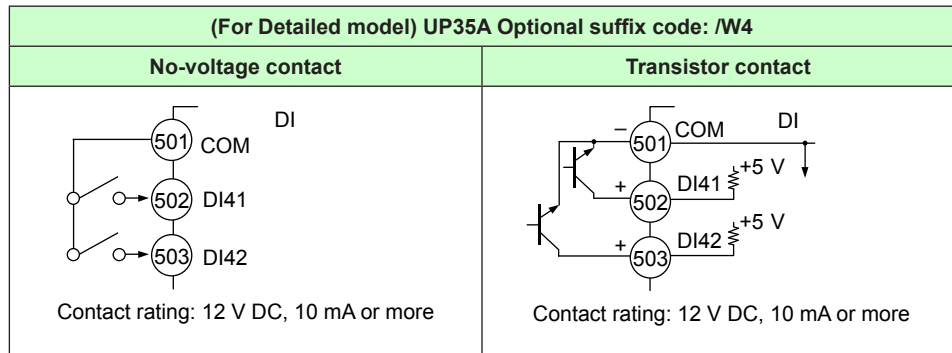 (For Detailed model) UP35A Optional suffix code: /W4
No-voltage contact
Transistor contact
DI
501
COM
502
DI41
503
DI42
Contact rating: 12 V DC, 10 mA or more
–
501
COM
DI
+
502
DI41
+5 V
+
503
DI42
+5 V
Contact rating: 12 V DC, 10 mA or more